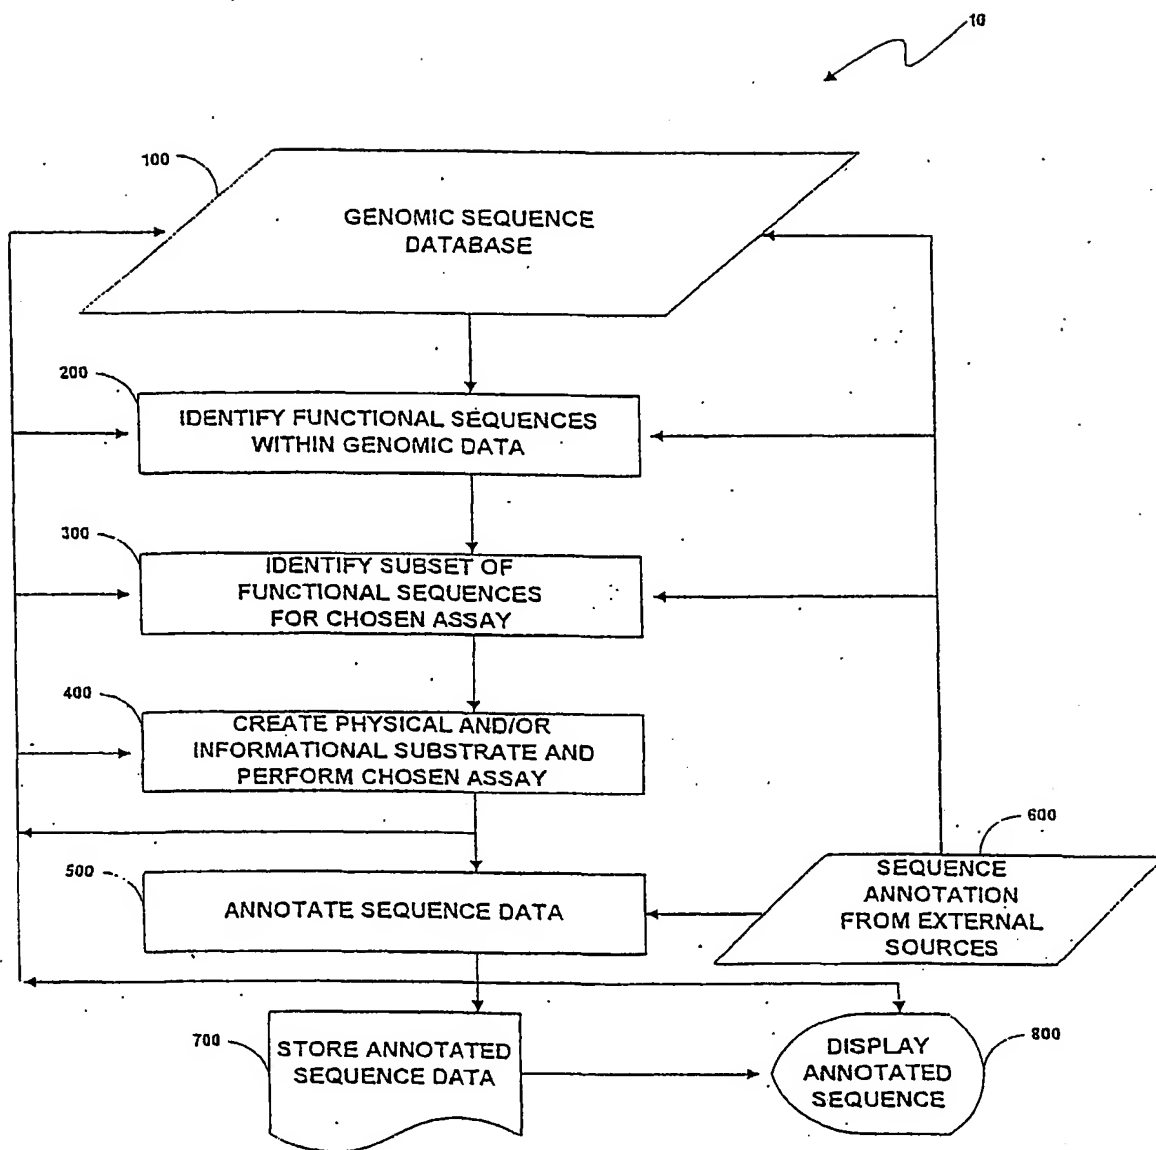 10
100
GENOMIC SEQUENCE
DATABASE
200
IDENTIFY FUNCTIONAL SEQUENCES
WITHIN GENOMIC DATA
300
IDENTIFY SUBSET OF
FUNCTIONAL SEQUENCES
FOR CHOSEN ASSAY
400
CREATE PHYSICAL AND/OR
INFORMATIONAL SUBSTRATE AND
PERFORM CHOSEN ASSAY
500
ANNOTATE SEQUENCE DATA
600
SEQUENCE
ANNOTATION
FROM EXTERNAL
SOURCES
700
STORE ANNOTATED
SEQUENCE DATA
800
DISPLAY
ANNOTATED
SEQUENCE